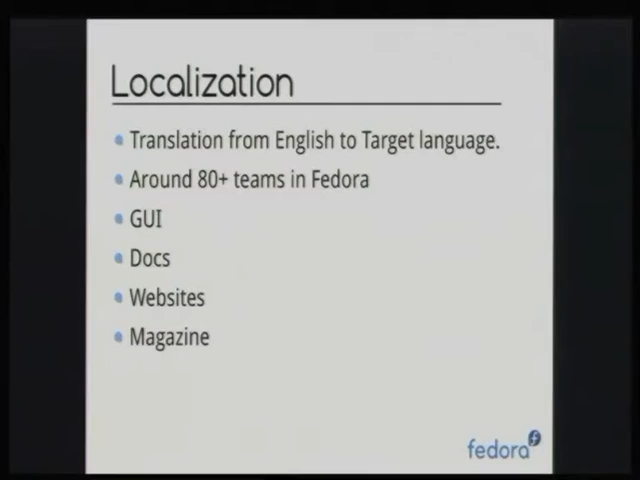 Localization
Translation from English to Target language.
Around 80+ teams in Fedora
GUI
Docs
Websites
Magazine
fedora